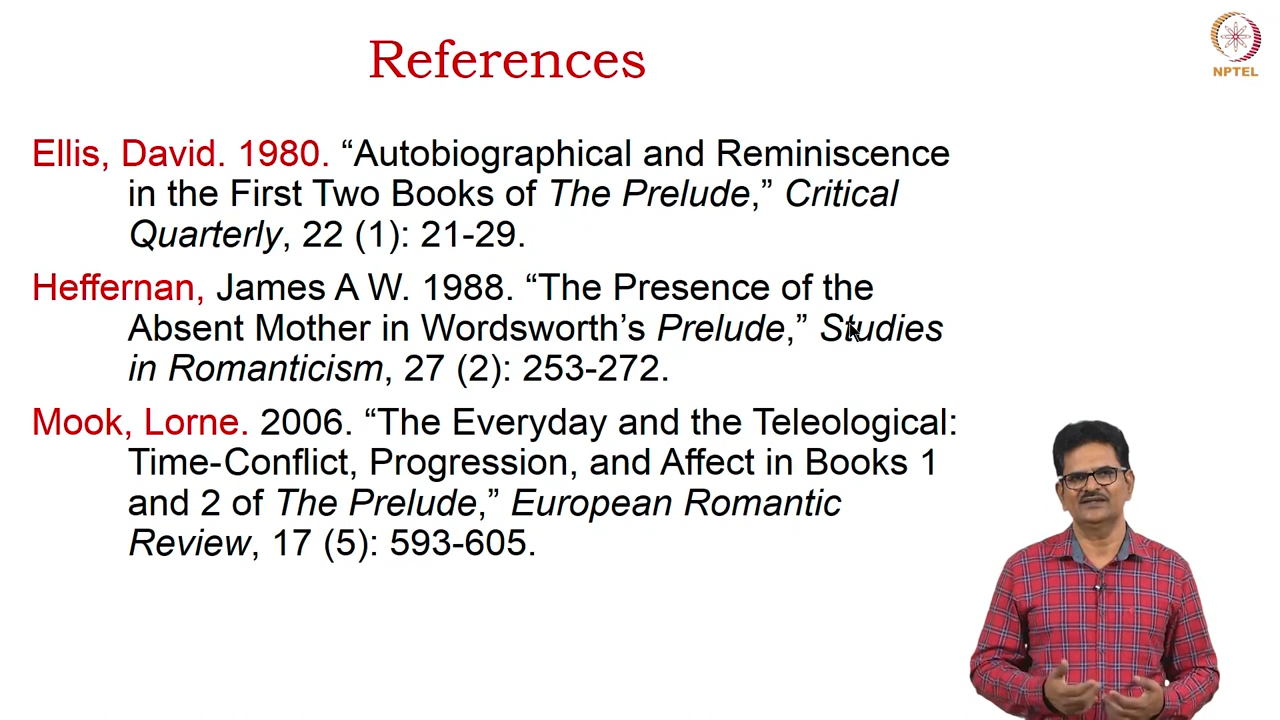 References
NPTEL
Ellis, David. 1980. “Autobiographical and Reminiscence
in the First Two Books of The Prelude,” Critical
Quarterly, 22 (1): 21-29.
Heffernan, James A W. 1988. “The Presence of the
Absent Mother in Wordsworth’s Prelude,” Studies
in Romanticism, 27 (2): 253-272.
Mook, Lorne. 2006. “The Everyday and the Teleological:
Time-Conflict, Progression, and Affect in Books 1
and 2 of The Prelude,” European Romantic
Review, 17 (5): 593-605.